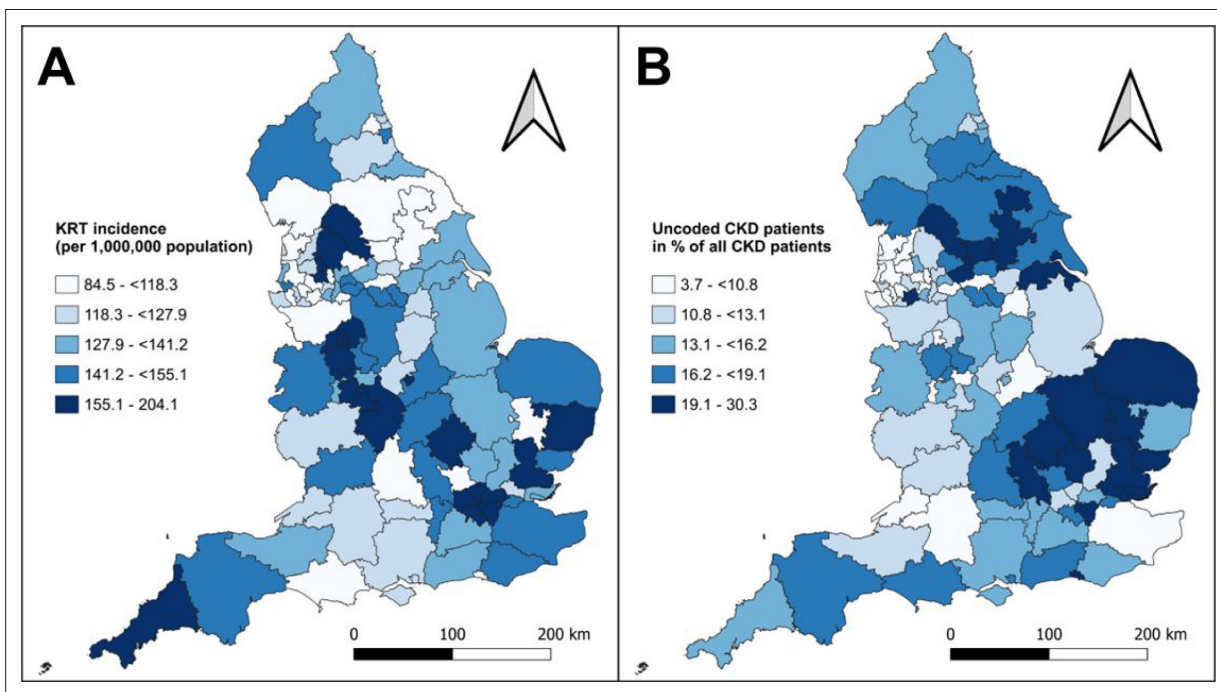 A
KRT incidence
(per 1,000,000 population)
84.5 - <118.3
118.3 - <127.9
127.9 - <141.2
141.2 - <155.1
155.1 - 204.1
0 100 200 km
B
Uncoded CKD patients
in % of all CKD patients
3.7 - <10.8
10.8 - <13.1
13.1 - <16.2
16.2 - <19.1
19.1 - 30.3
0 100 200 km